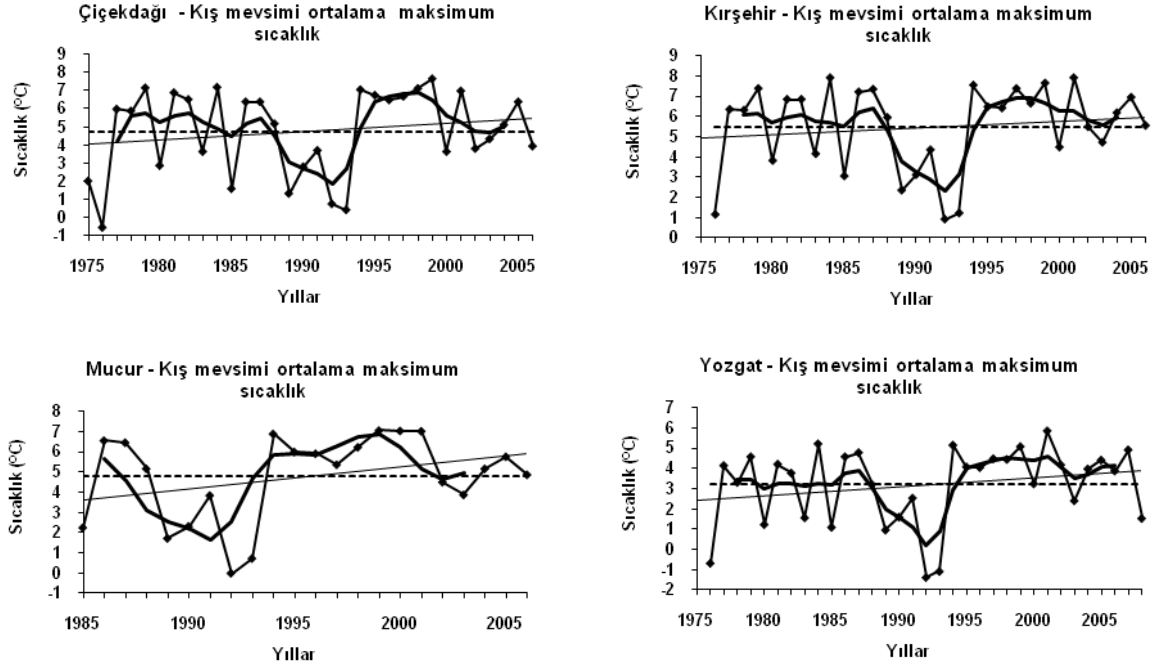 Çiçekdağı - Kış mevsimi ortalama maksimum
sıcaklık
Sıcaklık (°C)
9
8
7
6
5
4
3
2
1
0
-1
1975 1980 1985 1990 1995 2000 2005
Yıllar
Kırşehir - Kış mevsimi ortalama maksimum
sıcaklık
Sıcaklık (°C)
9
8
7
6
5
4
3
2
1
0
1975 1980 1985 1990 1995 2000 2005
Yıllar
Mucur - Kış mevsimi ortalama maksimum
sıcaklık
Sıcaklık (°C)
8
7
6
5
4
3
2
1
0
-1
1985 1990 1995 2000 2005
Yıllar
Yozgat - Kış mevsimi ortalama maksimum
sıcaklık
Sıcaklık (°C)
7
6
5
4
3
2
1
0
-1
-2
1975 1980 1985 1990 1995 2000 2005
Yıllar